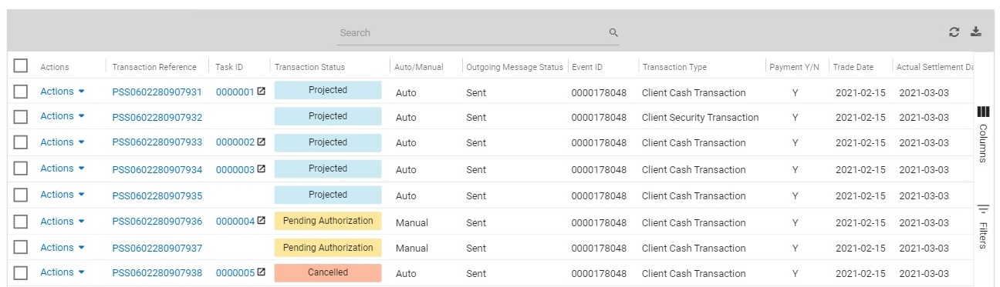 Search
Actions Transaction Reference Task ID Transaction Status Auto/Manual Outgoing Message Status Event ID Transaction Type Payment Y/N Trade Date Actual Settlement Da
Actions PSS0602280907931 0000001 Projected Auto Sent 0000178048 Client Cash Transaction Y 2021-02-15 2021-03-03
Actions PSS0602280907932 Projected Auto Sent 0000178048 Client Security Transaction Y 2021-02-15 2021-03-03
Actions PSS0602280907933 0000002 Projected Auto Sent 0000178048 Client Cash Transaction Y 2021-02-15 2021-03-03
Actions PSS0602280907934 0000003 Projected Auto Sent 0000178048 Client Cash Transaction Y 2021-02-15 2021-03-03
Actions PSS0602280907935 Projected Auto Sent 0000178048 Client Cash Transaction Y 2021-02-15 2021-03-03
Actions PSS0602280907936 0000004 Pending Authorization Manual Sent 0000178048 Client Cash Transaction Y 2021-02-15 2021-03-03
Actions PSS0602280907937 Pending Authorization Manual Sent 0000178048 Client Cash Transaction Y 2021-02-15 2021-03-03
Actions PSS0602280907938 0000005 Cancelled Auto Sent 0000178048 Client Cash Transaction Y 2021-02-15 2021-03-03
Columns
Filters